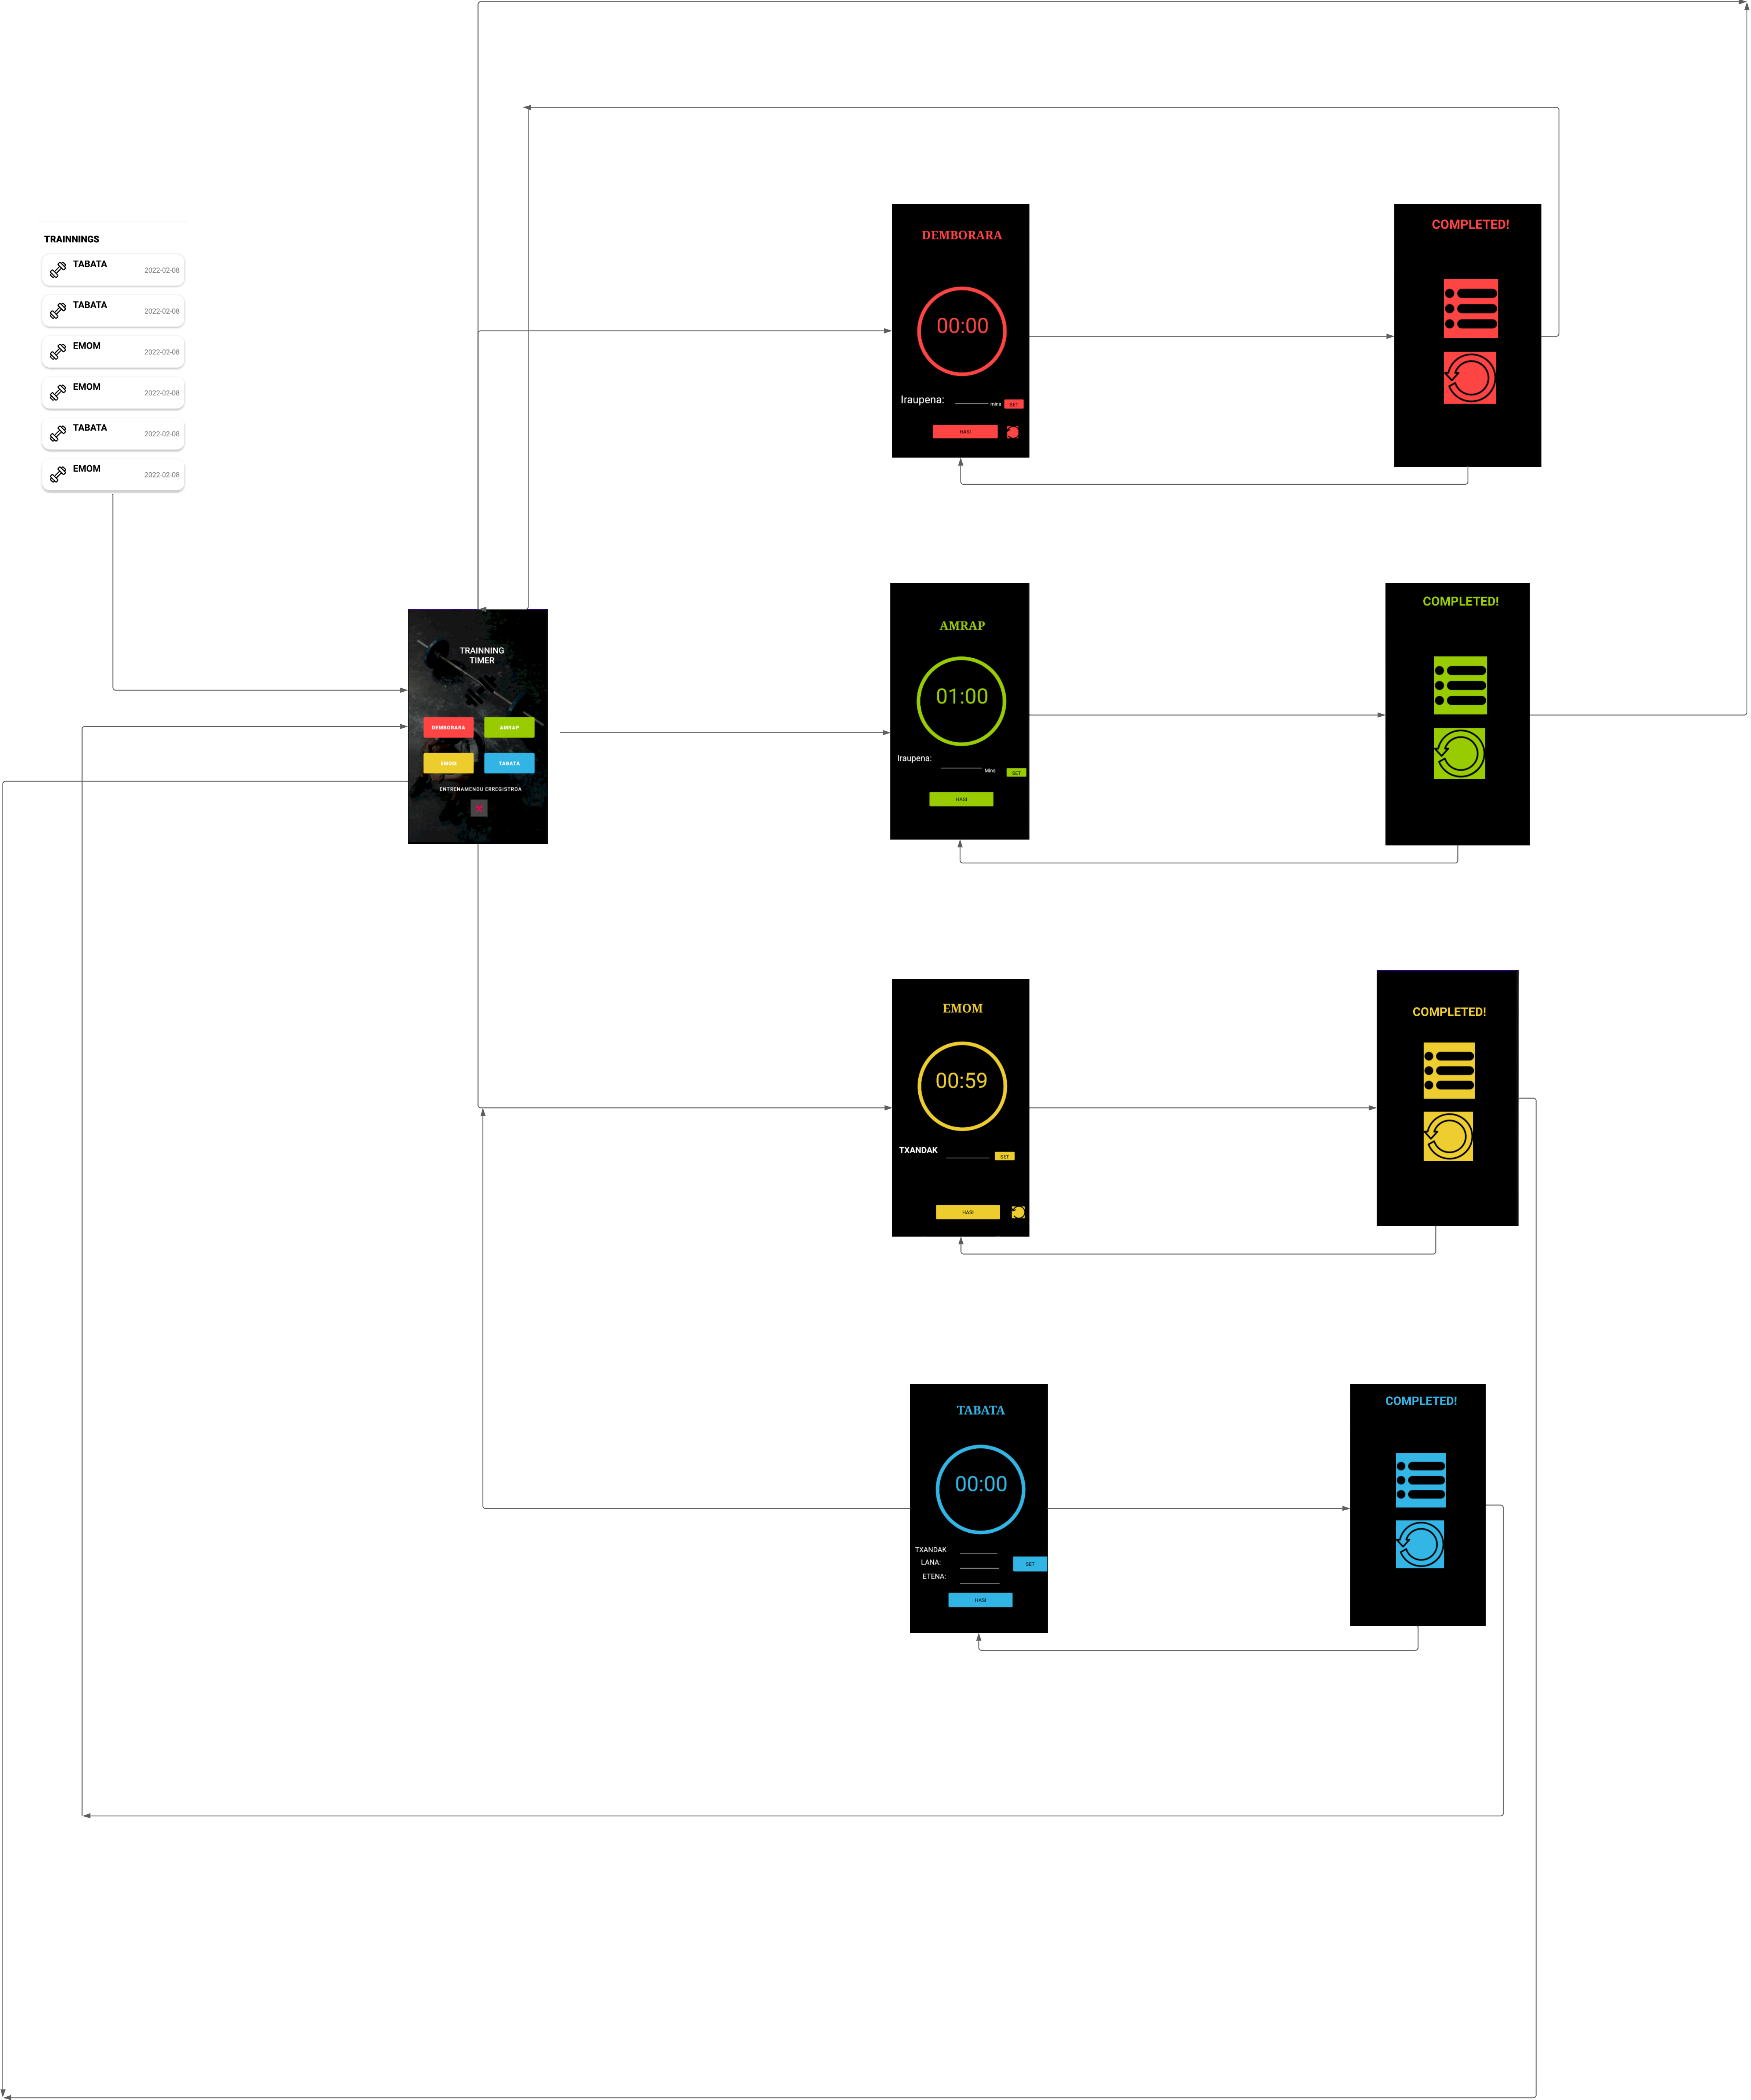 TRAINNINGS
TABATA
2022-02-08
TABATA
2022-02-08
EMOM
2022-02-08
EMOM
2022-02-08
TABATA
2022-02-08
EMOM
2022-02-08
TRAINNING
TIMER
DEMBORARA
AMRAP
EMOM
TABATA
ENTRENAMENDU ERREGISTROA
DEMBORARA
00:00
Iraupena:
mins
SET
HASI
COMPLETED!
AMRAP
01:00
Iraupena:
Mins
SET
HASI
COMPLETED!
EMOM
00:59
TXANDAK
SET
HASI
COMPLETED!
TABATA
00:00
TXANDAK
LANA:
SET
ETENA:
HASI
COMPLETED!